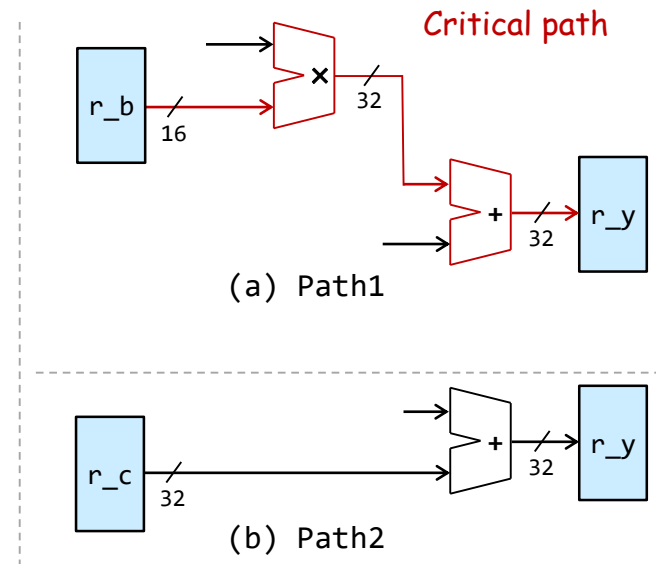 Critical path
r_b
16
×
32
+
32
r_y
(a) Path1
r_c
32
+
32
r_y
(b) Path2